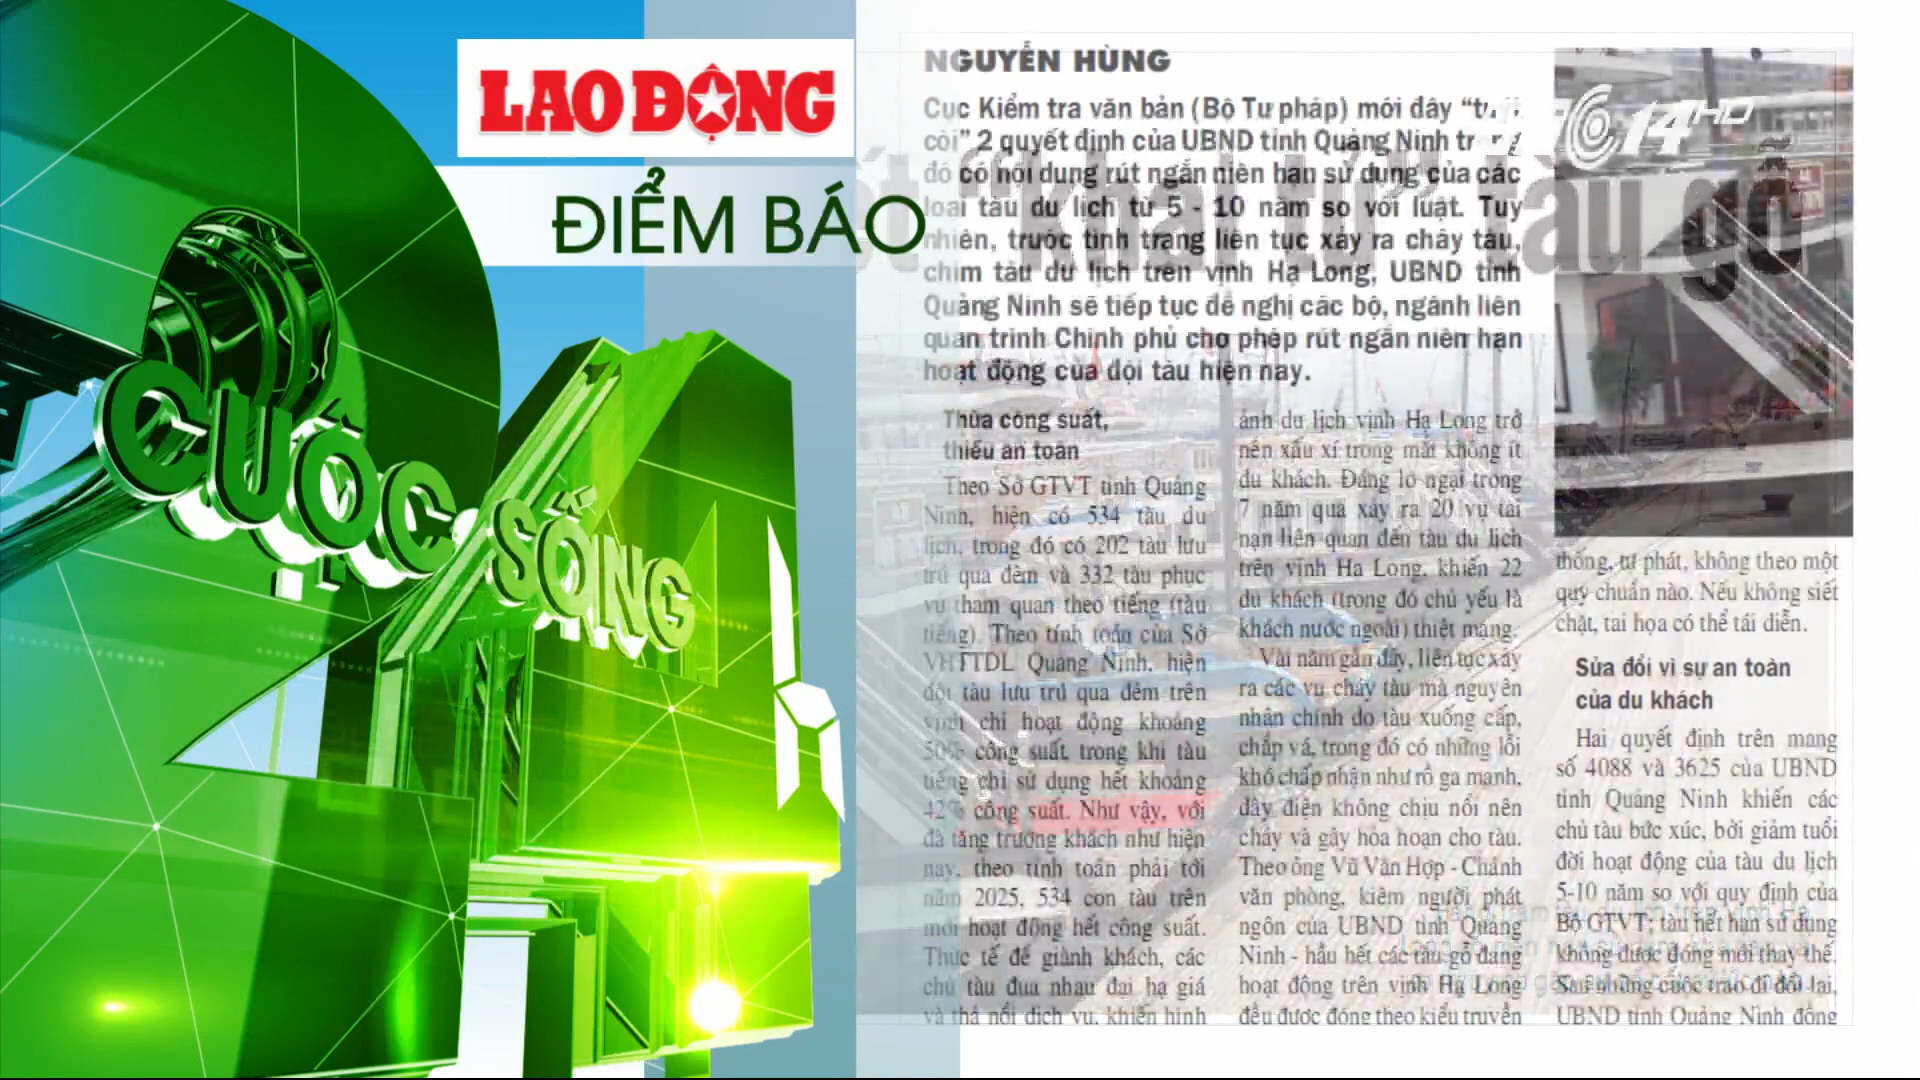 LAO ĐỘNG
ĐIỂM BÁO
CUỘC SỐNG
24h
14HD
"khai tử" tàu gỗ
NGUYỄN HÙNG
Cục Kiểm tra văn bản (Bộ Tư pháp) mới đây "tuýt
còi" 2 quyết định của UBND tỉnh Quảng Ninh trong
đó có nội dung rút ngắn niên hạn sử dụng của các
loại tàu du lịch từ 5 - 10 năm so với luật. Tuy
nhiên, trước tình trạng liên tục xảy ra cháy tàu,
chìm tàu du lịch trên vịnh Hạ Long, UBND tỉnh
Quảng Ninh sẽ tiếp tục đề nghị các bộ, ngành liên
quan trình Chính phủ cho phép rút ngắn niên hạn
hoạt động của đội tàu hiện nay.
Thừa công suất,
thiếu an toàn
Theo Sở GTVT tỉnh Quảng
Ninh, hiện có 534 tàu du
lịch, trong đó có 202 tàu lưu
trú qua đêm và 332 tàu phục
vụ tham quan theo tiếng (tàu
tiếng). Theo tính toán của Sở
VHTTDL Quảng Ninh, hiện
đội tàu lưu trú qua đêm trên
vịnh chỉ hoạt động khoảng
50% công suất, trong khi tàu
tiếng chỉ sử dụng hết khoảng
42% công suất. Như vậy, với
đà tăng trưởng khách như hiện
nay, theo tính toán phải tới
năm 2025, 534 con tàu trên
mới hoạt động hết công suất.
Thực tế để giành khách, các
chủ tàu đua nhau đại hạ giá
và thả nổi dịch vụ, khiến hình
ảnh du lịch vịnh Hạ Long trở
nên xấu xí trong mắt không ít
du khách. Đáng lo ngại trong
7 năm qua xảy ra 20 vụ tai
nạn liên quan đến tàu du lịch
trên vịnh Hạ Long, khiến 22
du khách (trong đó chủ yếu là
khách nước ngoài) thiệt mạng.
Vài năm gần đây, liên tục xảy
ra các vụ cháy tàu mà nguyên
nhân chính do tàu xuống cấp,
chắp vá, trong đó có những lỗi
khó chấp nhận như rò ga mạnh,
dây điện không chịu nổi nên
cháy và gây hỏa hoạn cho tàu.
Theo ông Vũ Văn Hợp - Chánh
văn phòng, kiêm người phát
ngôn của UBND tỉnh Quảng
Ninh - hầu hết các tàu gỗ đang
hoạt động trên vịnh Hạ Long
đều được đóng theo kiểu truyền
thống, tự phát, không theo một
quy chuẩn nào. Nếu không siết
chặt, tai họa có thể tái diễn.
Sửa đổi vì sự an toàn
của du khách
Hai quyết định trên mang
số 4088 và 3625 của UBND
tỉnh Quảng Ninh khiến các
chủ tàu bức xúc, bởi giảm tuổi
đời hoạt động của tàu du lịch
5-10 năm so với quy định của
Bộ GTVT; tàu hết hạn sử dụng
không được đóng mới thay thế.
Sau những cuộc trao đi đổi lại,
UBND tỉnh Quảng Ninh đồng